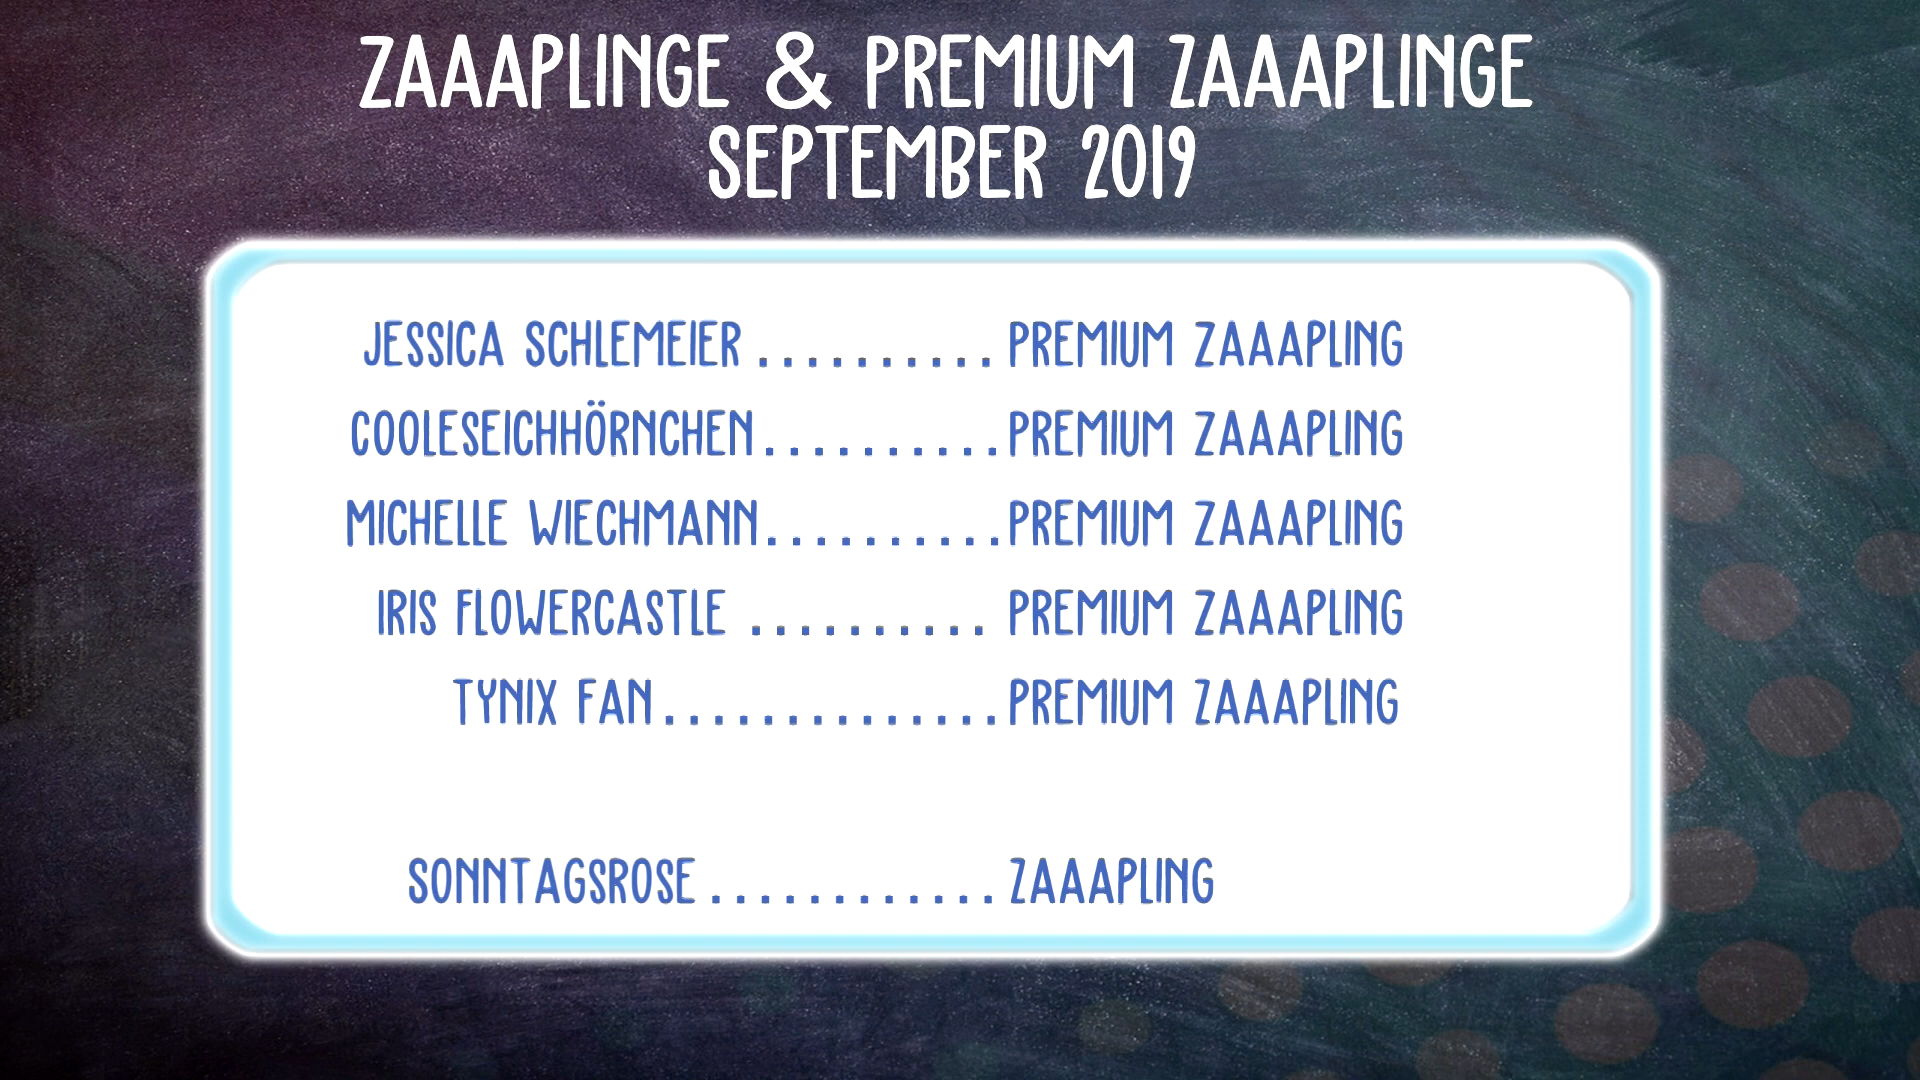 ZAAAPLINGE & PREMIUM ZAAAPLINGE
SEPTEMBER 2019
JESSICA SCHLEMEIER .......... PREMIUM ZAAAPLING
COOLESEICHHÖRNCHEN..........PREMIUM ZAAAPLING
MICHELLE WIECHMANN..........PREMIUM ZAAAPLING
IRIS FLOWERCASTLE .......... PREMIUM ZAAAPLING
TYNIX FAN..............PREMIUM ZAAAPLING
SONNTAGSROSE............ZAAAPLING